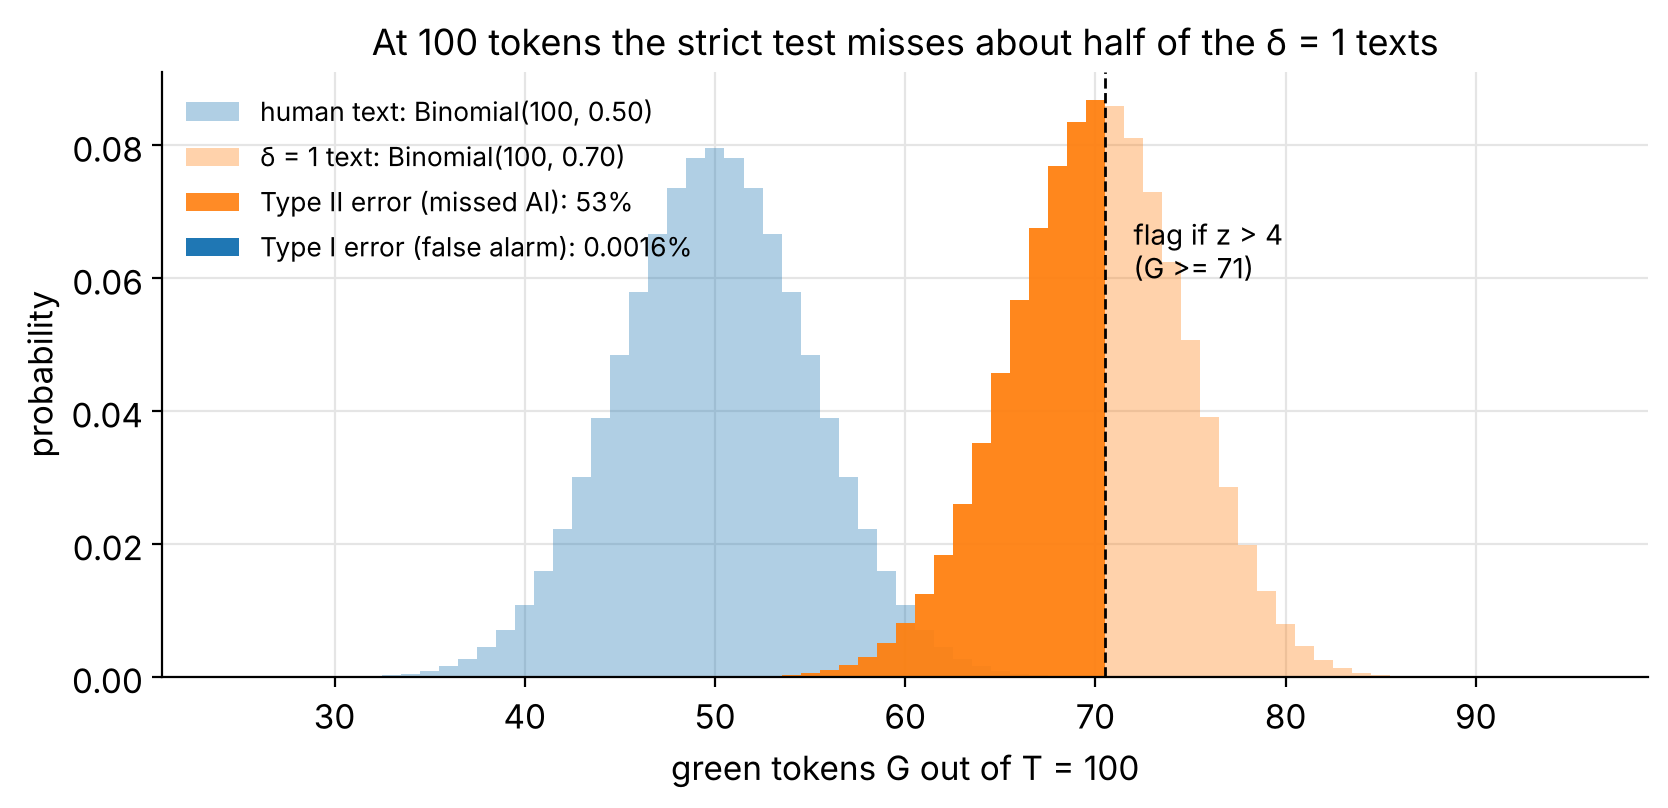 At 100 tokens the strict test misses about half of the δ = 1 texts
human text: Binomial(100, 0.50)
δ = 1 text: Binomial(100, 0.70)
Type II error (missed AI): 53%
Type I error (false alarm): 0.0016%
flag if z > 4
(G >= 71)
probability
0.08
0.06
0.04
0.02
0.00
30 40 50 60 70 80 90
green tokens G out of T = 100